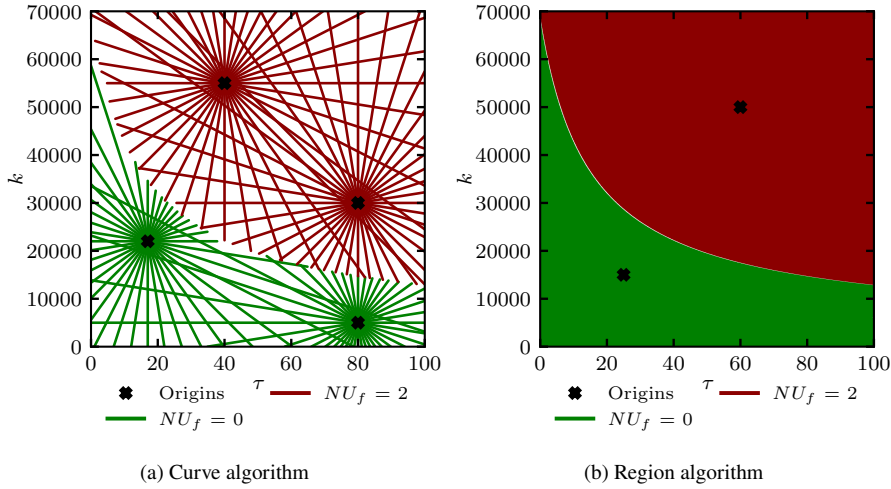 70000
60000
50000
40000
30000
20000
10000
0
k
0 20 40 60 80 100
τ
Origins
NU_f = 2
NU_f = 0
(a) Curve algorithm
70000
60000
50000
40000
30000
20000
10000
0
k
0 20 40 60 80 100
τ
Origins
NU_f = 2
NU_f = 0
(b) Region algorithm